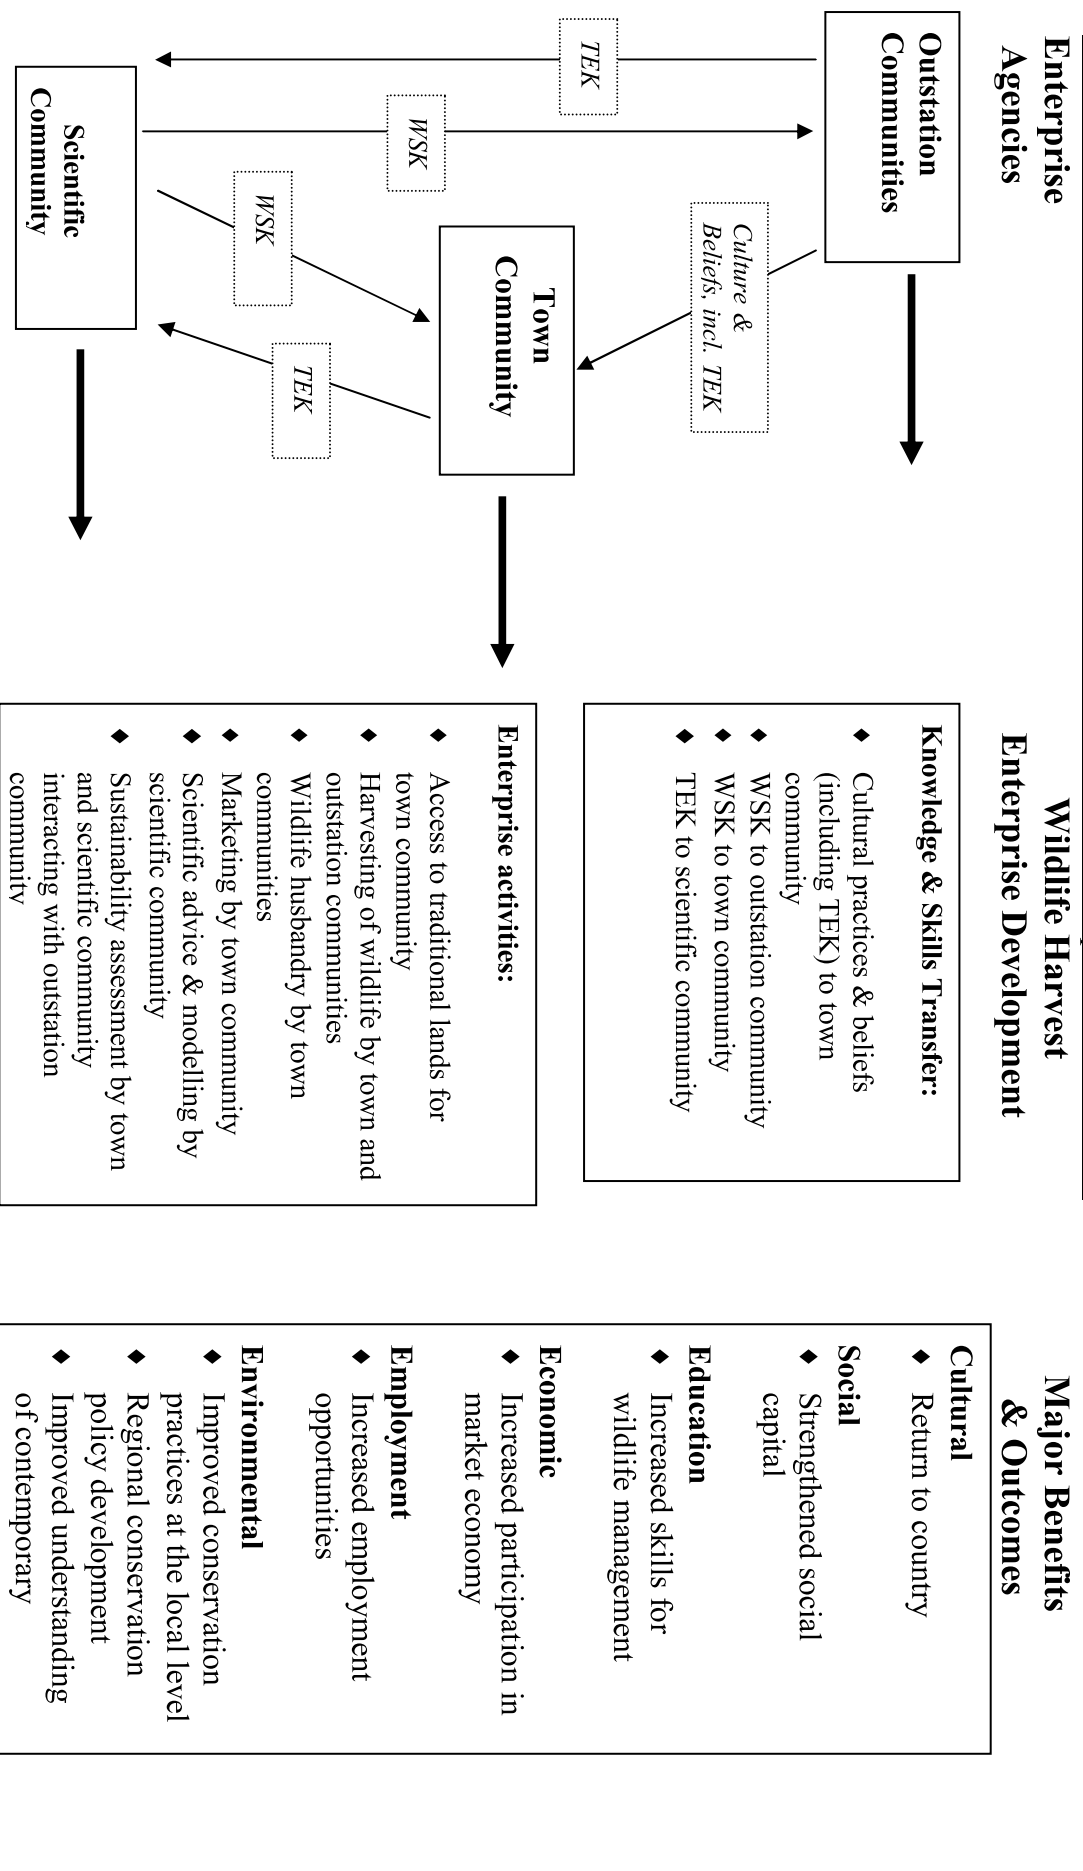 Enterprise
Agencies
Outstation
Communities
TEK
WSK
Culture &
Beliefs, incl. TEK
Town
Community
WSK
TEK
Scientific
Community
Wildlife Harvest
Enterprise Development
Knowledge & Skills Transfer:
♦ Cultural practices & beliefs
(including TEK) to town
community
♦ WSK to outstation community
♦ WSK to town community
♦ TEK to scientific community
Enterprise activities:
♦ Access to traditional lands for
town community
♦ Harvesting of wildlife by town and
outstation communities
♦ Wildlife husbandry by town
communities
♦ Marketing by town community
♦ Scientific advice & modelling by
scientific community
♦ Sustainability assessment by town
and scientific community
interacting with outstation
community
Major Benefits
& Outcomes
Cultural
♦ Return to country
Social
♦ Strengthened social
capital
Education
♦ Increased skills for
wildlife management
Economic
♦ Increased participation in
market economy
Employment
♦ Increased employment
opportunities
Environmental
♦ Improved conservation
practices at the local level
♦ Regional conservation
policy development
♦ Improved understanding
of contemporary